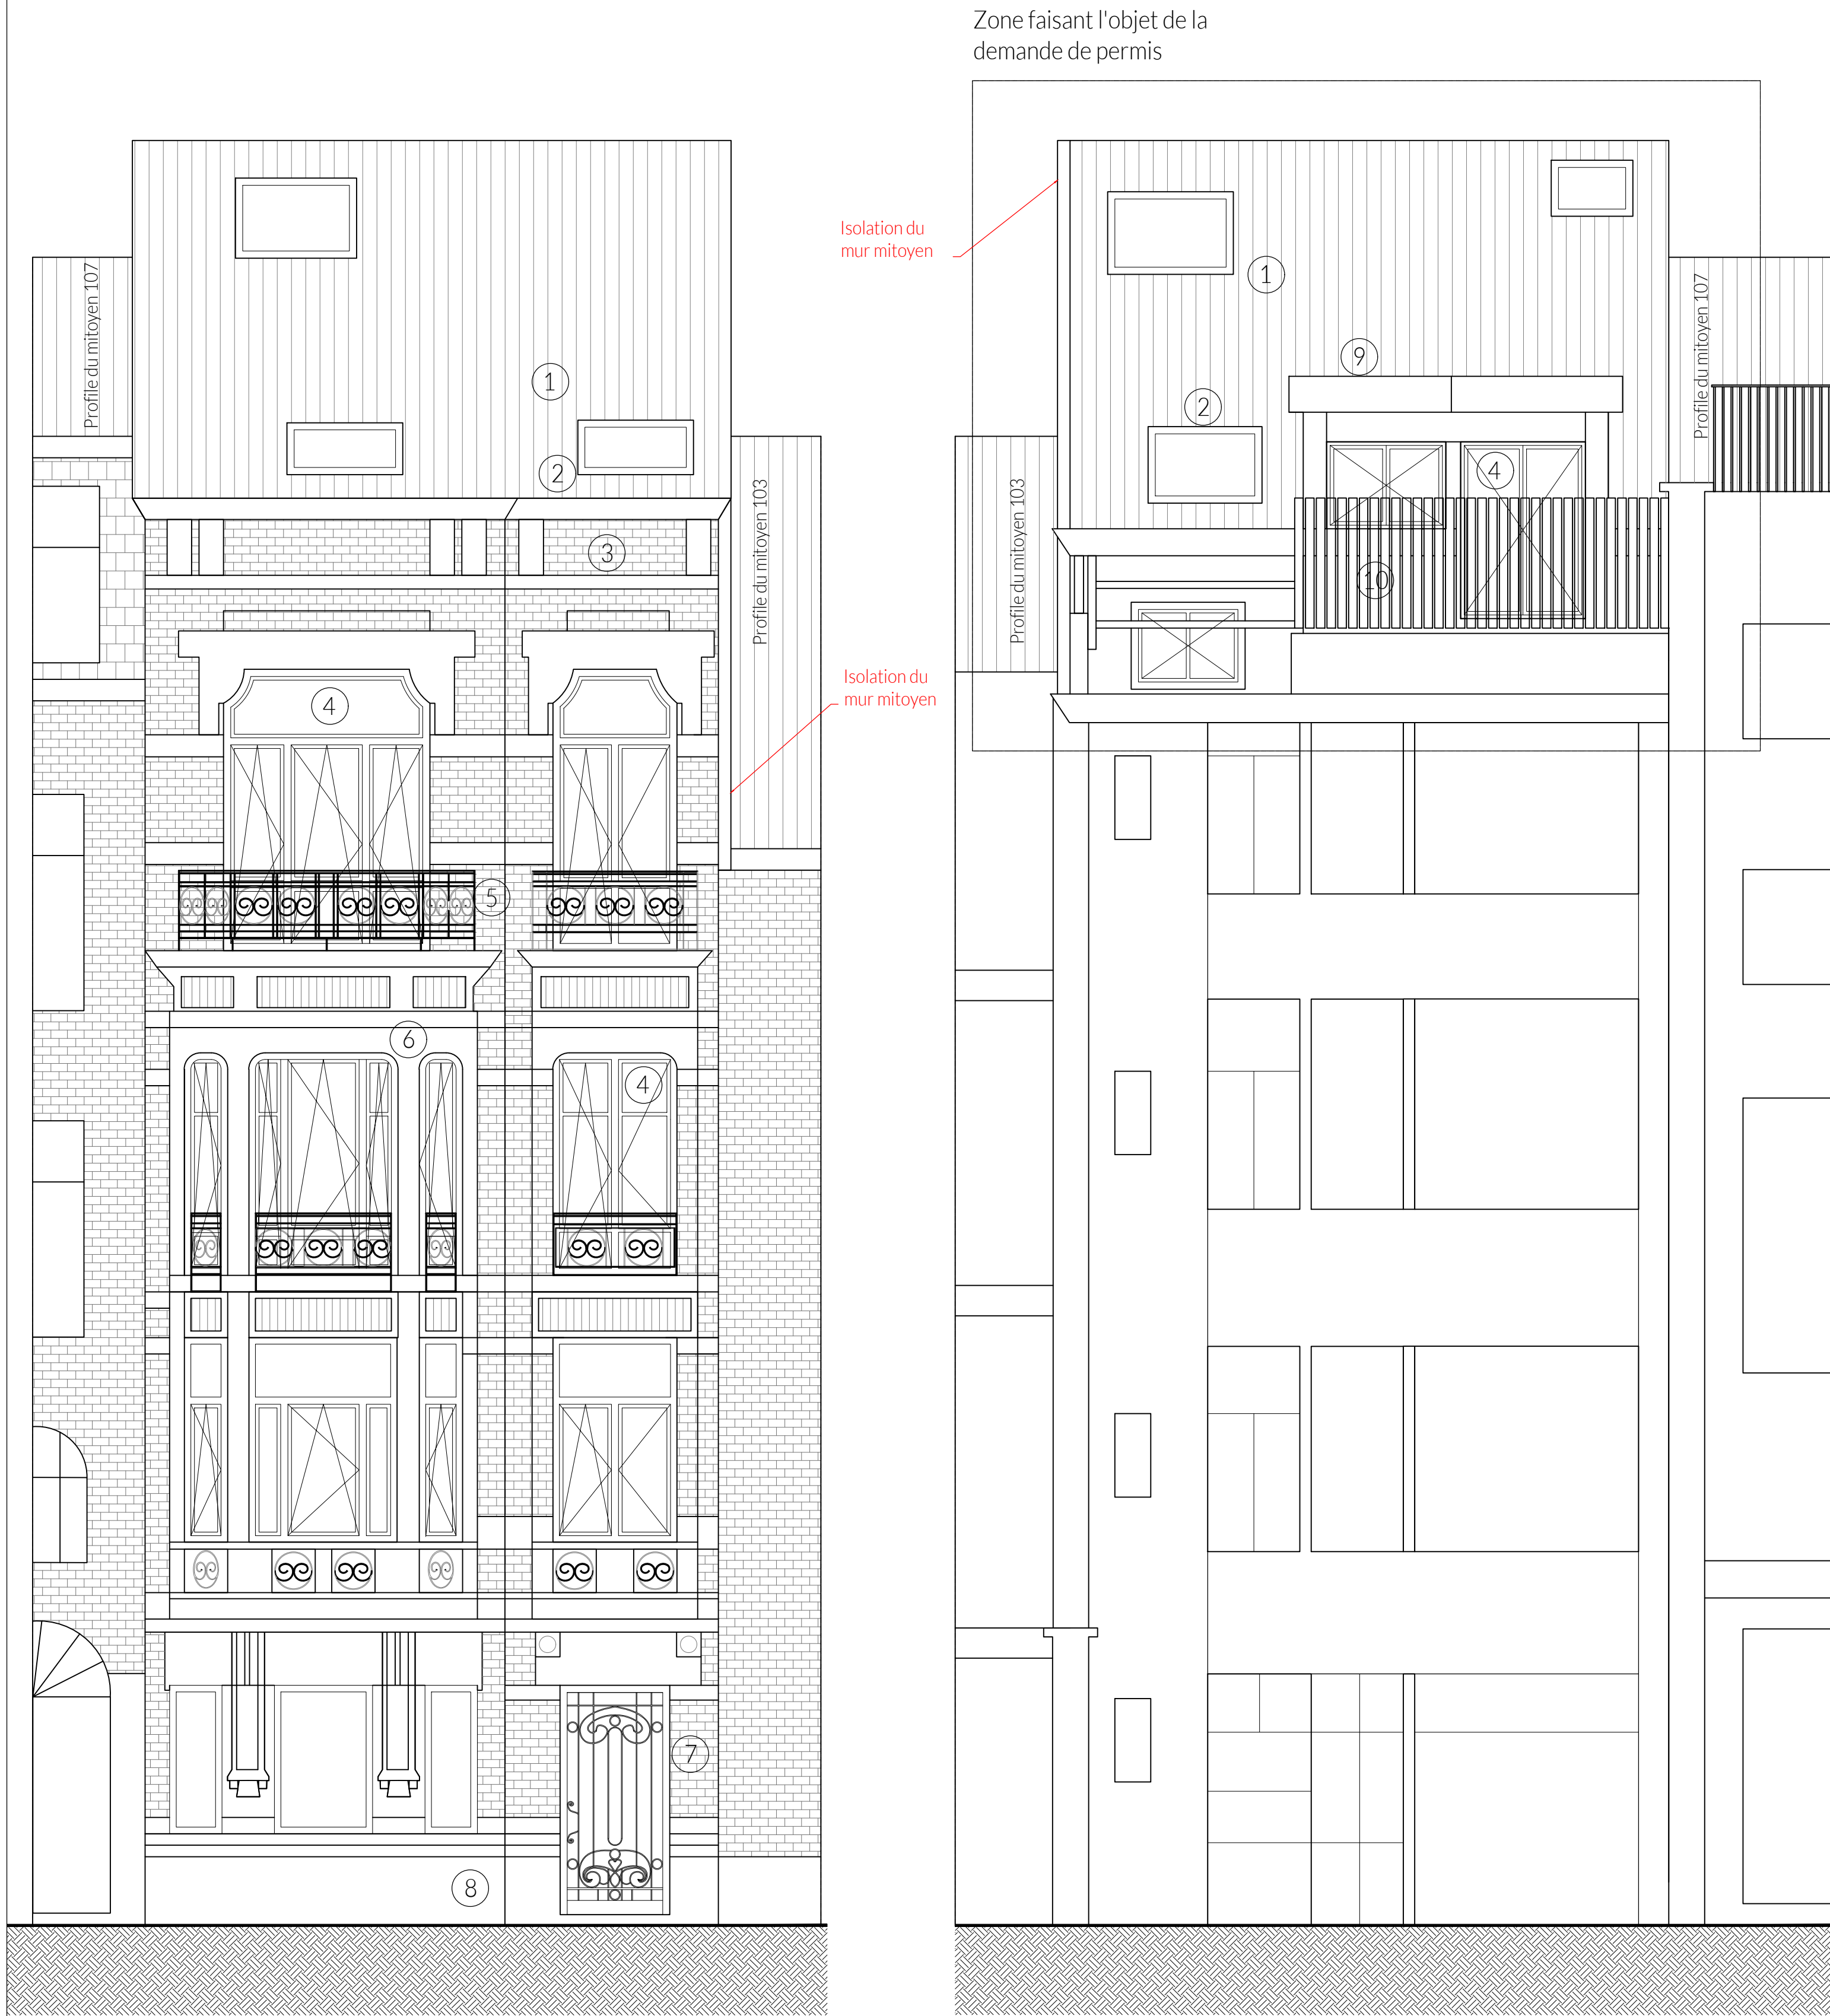 Zone faisant l'objet de la
demande de permis
Profile du mitoyen 107
1
2
3
Profile du mitoyen 103
4
5
6
4
7
8
Isolation du
mur mitoyen
Isolation du
mur mitoyen
1
9
2
4
10
Profile du mitoyen 103
Profile du mitoyen 107